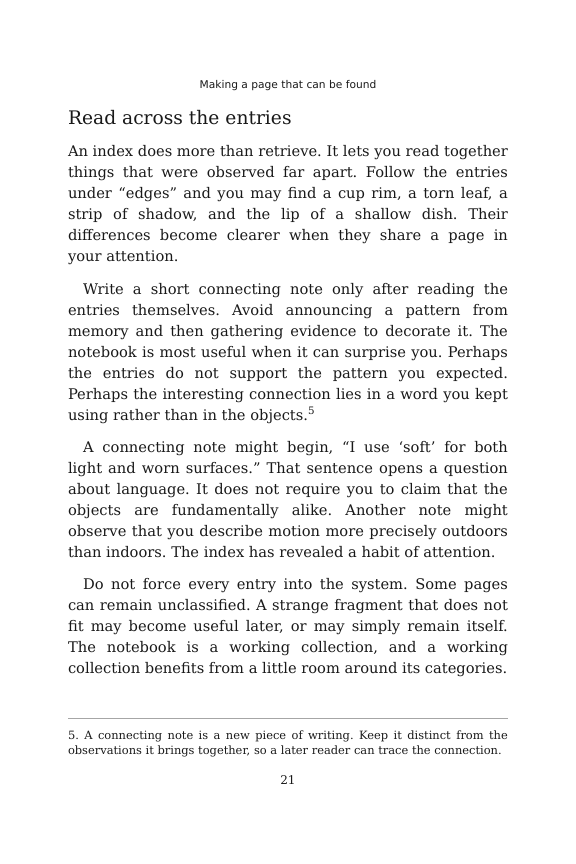 Making a page that can be found
Read across the entries
An index does more than retrieve. It lets you read together
things that were observed far apart. Follow the entries
under “edges” and you may find a cup rim, a torn leaf, a
strip of shadow, and the lip of a shallow dish. Their
differences become clearer when they share a page in
your attention.
Write a short connecting note only after reading the
entries themselves. Avoid announcing a pattern from
memory and then gathering evidence to decorate it. The
notebook is most useful when it can surprise you. Perhaps
the entries do not support the pattern you expected.
Perhaps the interesting connection lies in a word you kept
using rather than in the objects.⁵
A connecting note might begin, “I use ‘soft’ for both
light and worn surfaces.” That sentence opens a question
about language. It does not require you to claim that the
objects are fundamentally alike. Another note might
observe that you describe motion more precisely outdoors
than indoors. The index has revealed a habit of attention.
Do not force every entry into the system. Some pages
can remain unclassified. A strange fragment that does not
fit may become useful later, or may simply remain itself.
The notebook is a working collection, and a working
collection benefits from a little room around its categories.
5. A connecting note is a new piece of writing. Keep it distinct from the
observations it brings together, so a later reader can trace the connection.
21